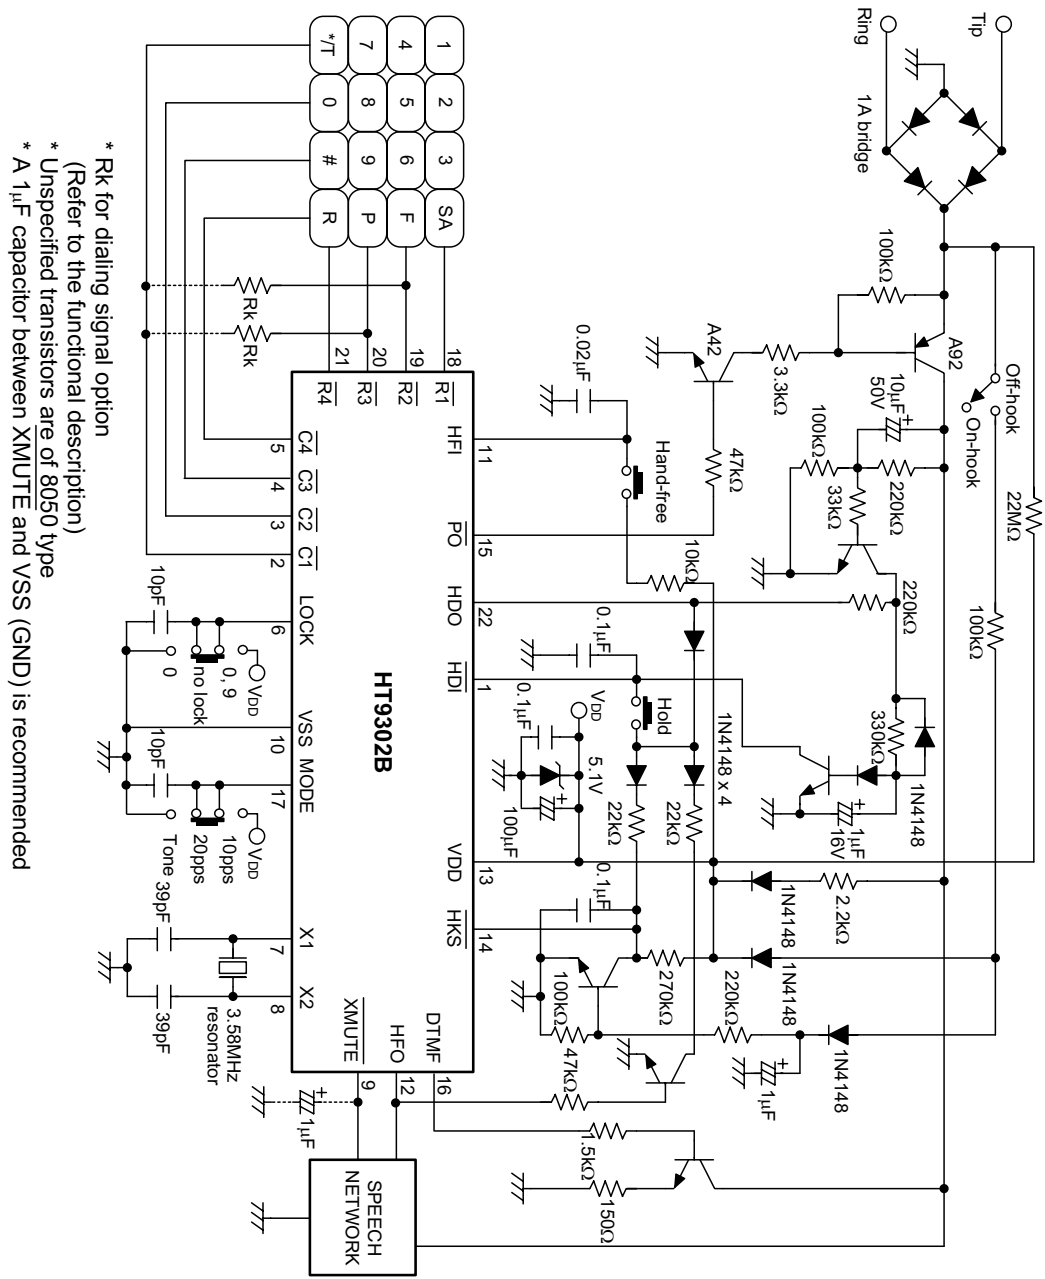 Tip
Ring
1A bridge
100kΩ
A92
Off-hook
On-hook
22MΩ
100kΩ
10µF
50V
+
220kΩ
100kΩ
33kΩ
220kΩ
330kΩ
1N4148
1µF
16V
+
A42
3.3kΩ
47kΩ
0.02µF
Hand-free
10kΩ
0.1µF
Hold
1N4148 x 4
22kΩ
22kΩ
VDD
0.1µF
5.1V
+
100µF
0.1µF
2.2kΩ
1N4148
1N4148
1N4148
270kΩ
220kΩ
100kΩ
+
1µF
47kΩ
1.5kΩ
150Ω
1 2 3 SA
4 5 6 F
7 8 9 P
*/T 0 # R
Rk
Rk
18 19 20 21
R1 R2 R3 R4
11 15 22 1 13 14
HFI PO HDO HDI VDD HKS
HT9302B
C4 C3 C2 C1 LOCK VSS MODE X1 X2
5 4 3 2 6 10 17 7 8
DTMF 16
HFO 12
XMUTE 9
10pF
VDD
0, 9
no lock
0
10pF
VDD
10pps
20pps
Tone
39pF
39pF
3.58MHz
resonator
+
1µF
SPEECH
NETWORK
* Rk for dialing signal option
(Refer to the functional description)
* Unspecified transistors are of 8050 type
* A 1µF capacitor between XMUTE and VSS (GND) is recommended